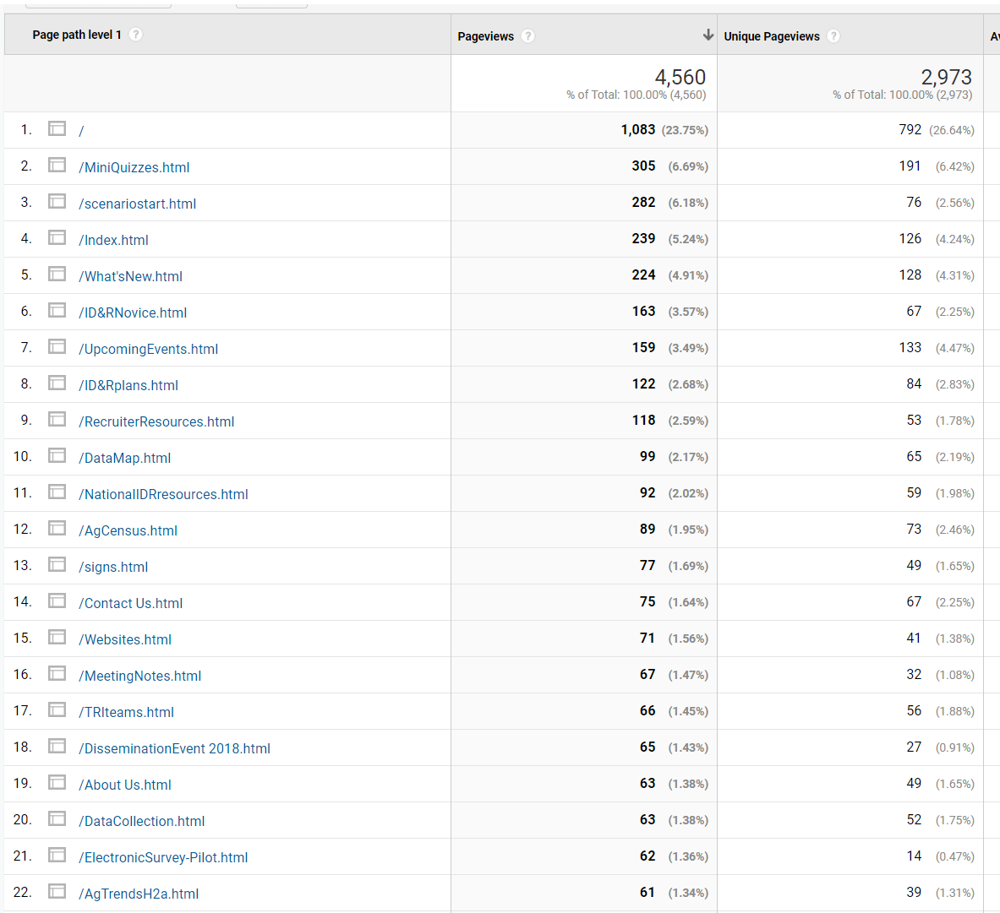 Page path level 1 ? Pageviews ? Unique Pageviews ? Av
4,560 2,973
% of Total: 100.00% (4,560) % of Total: 100.00% (2,973)
1. / 1,083 (23.75%) 792 (26.64%)
2. /MiniQuizzes.html 305 (6.69%) 191 (6.42%)
3. /scenariostart.html 282 (6.18%) 76 (2.56%)
4. /Index.html 239 (5.24%) 126 (4.24%)
5. /What'sNew.html 224 (4.91%) 128 (4.31%)
6. /ID&RNovice.html 163 (3.57%) 67 (2.25%)
7. /UpcomingEvents.html 159 (3.49%) 133 (4.47%)
8. /ID&Rplans.html 122 (2.68%) 84 (2.83%)
9. /RecruiterResources.html 118 (2.59%) 53 (1.78%)
10. /DataMap.html 99 (2.17%) 65 (2.19%)
11. /NationalIDRresources.html 92 (2.02%) 59 (1.98%)
12. /AgCensus.html 89 (1.95%) 73 (2.46%)
13. /signs.html 77 (1.69%) 49 (1.65%)
14. /Contact Us.html 75 (1.64%) 67 (2.25%)
15. /Websites.html 71 (1.56%) 41 (1.38%)
16. /MeetingNotes.html 67 (1.47%) 32 (1.08%)
17. /TRIteams.html 66 (1.45%) 56 (1.88%)
18. /DisseminationEvent 2018.html 65 (1.43%) 27 (0.91%)
19. /About Us.html 63 (1.38%) 49 (1.65%)
20. /DataCollection.html 63 (1.38%) 52 (1.75%)
21. /ElectronicSurvey-Pilot.html 62 (1.36%) 14 (0.47%)
22. /AgTrendsH2a.html 61 (1.34%) 39 (1.31%)